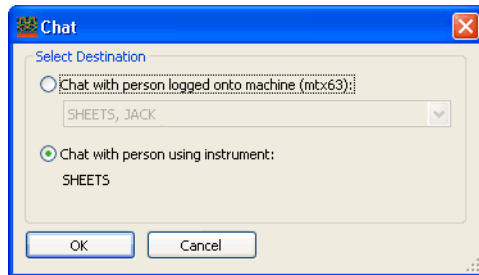 Chat
Select Destination
Chat with person logged onto machine (mtx63):
SHEETS, JACK
Chat with person using instrument:
SHEETS
OK Cancel